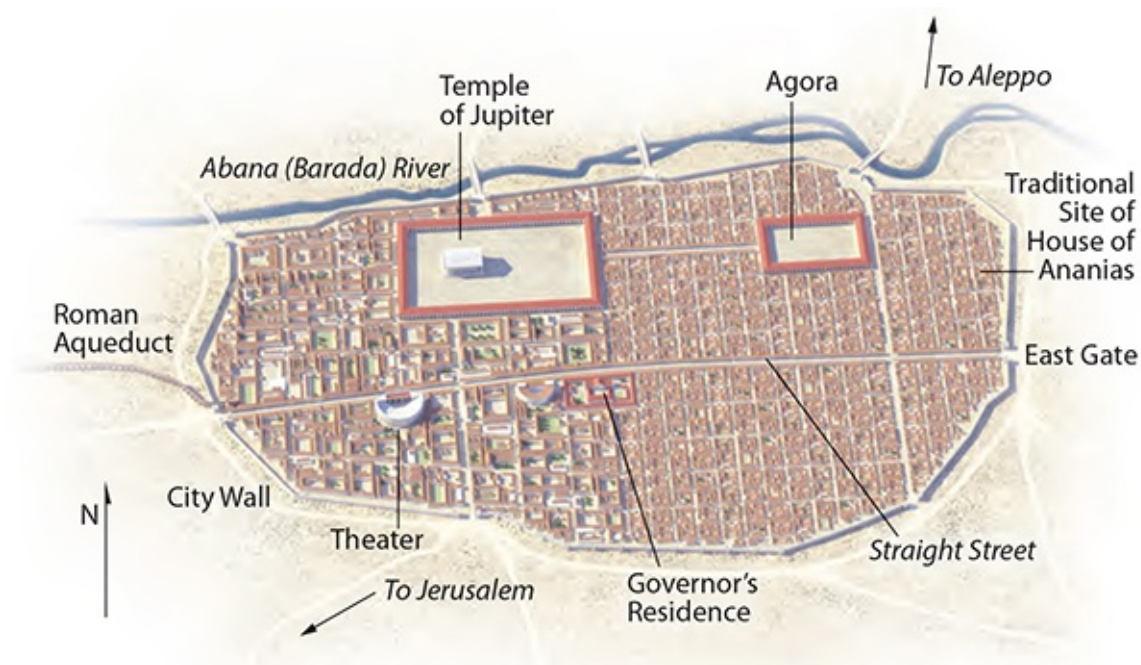 To Aleppo
Temple
of Jupiter
Agora
Abana (Barada) River
Traditional
Site of
House of
Ananias
Roman
Aqueduct
East Gate
City Wall
N
Theater
Straight Street
To Jerusalem
Governor's
Residence